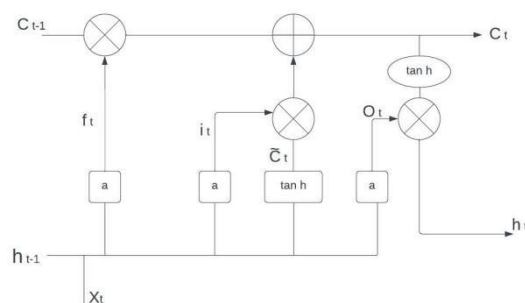 C t-1
C t
tan h
f t
i t
O t
C̃ t
a
a
tan h
a
h t
h t-1
X t